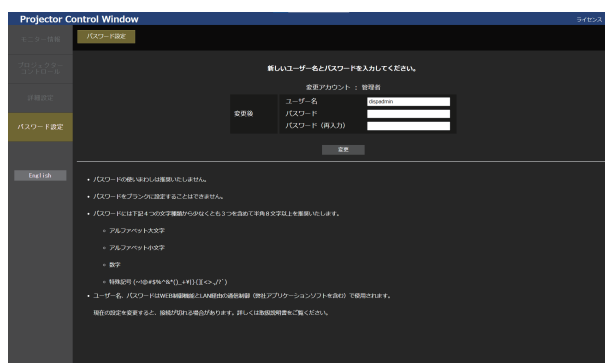 Projector Control Window
ライセンス
モニター情報
パスワード設定
プロジェクター
コントロール
詳細設定
パスワード設定
English
新しいユーザー名とパスワードを入力してください。
変更アカウント : 管理者
変更後
ユーザー名
dispadmin
パスワード
パスワード (再入力)
変更
• パスワードの使いまわしは推奨いたしません。
• パスワードをブランクに設定することはできません。
• パスワードには下記4つの文字種類から少なくとも3つを含めて半角8文字以上を推奨いたします。
アルファベット大文字
アルファベット小文字
数字
特殊記号 (~!@#$%^&*()_+¥|}{][<>.,/?`)
• ユーザー名、パスワードはWEB制御機能とLAN経由の通信制御 (弊社アプリケーションソフトを含む) で使用されます。
現在の設定を変更すると、接続が切れる場合があります。詳しくは取扱説明書をご覧ください。